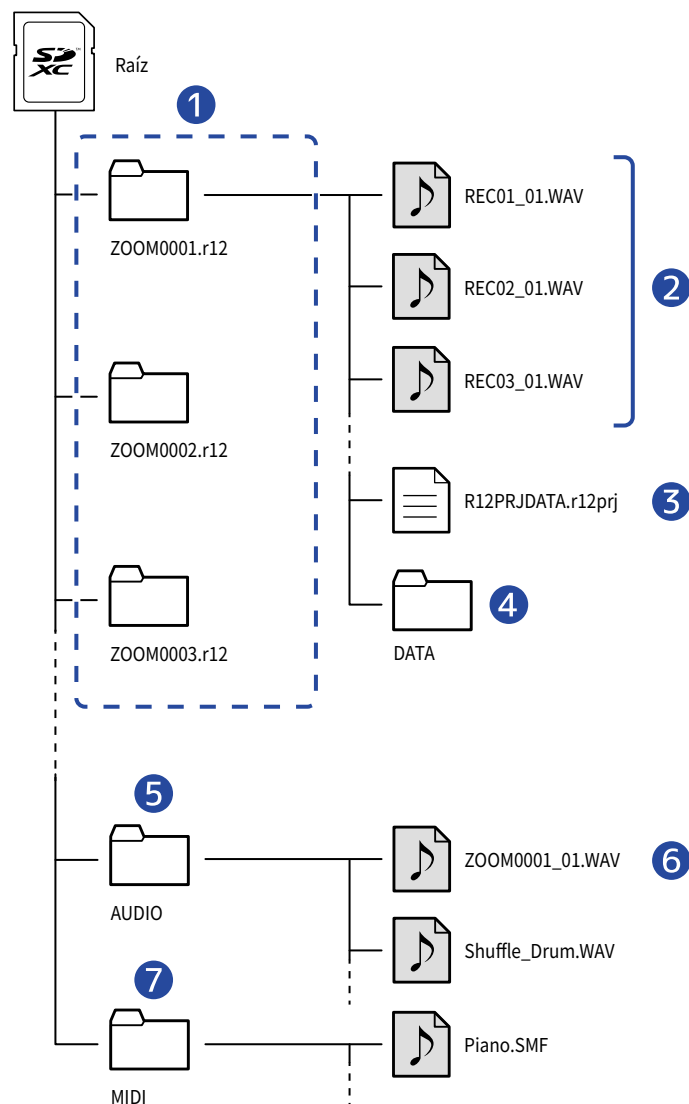 SD
XC
™
Raíz
1
ZOOM0001.r12
REC01_01.WAV
REC02_01.WAV
2
REC03_01.WAV
ZOOM0002.r12
R12PRJDATA.r12prj
3
4
ZOOM0003.r12
DATA
5
ZOOM0001_01.WAV
6
AUDIO
Shuffle_Drum.WAV
7
Piano.SMF
MIDI